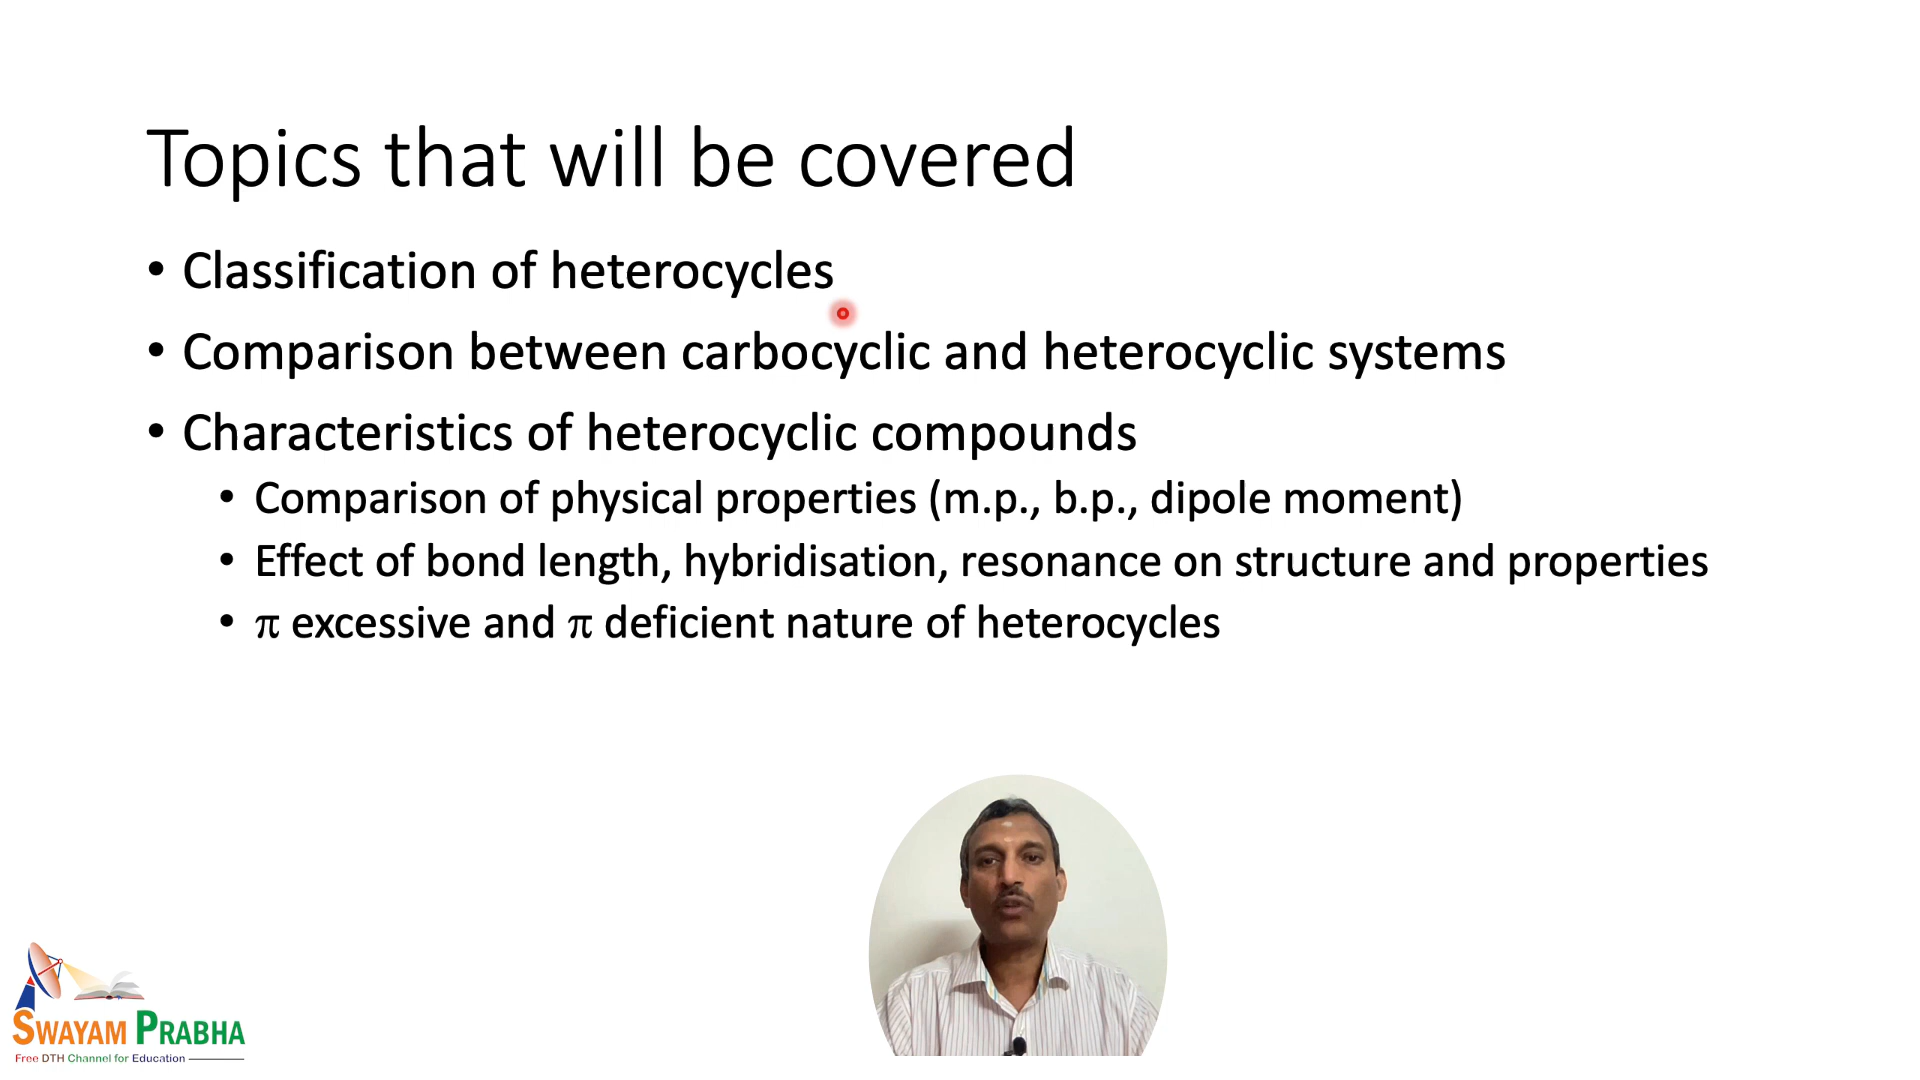 Topics that will be covered
• Classification of heterocycles
• Comparison between carbocyclic and heterocyclic systems
• Characteristics of heterocyclic compounds
• Comparison of physical properties (m.p., b.p., dipole moment)
• Effect of bond length, hybridisation, resonance on structure and properties
• π excessive and π deficient nature of heterocycles
SWAYAM PRABHA
Free DTH Channel for Education